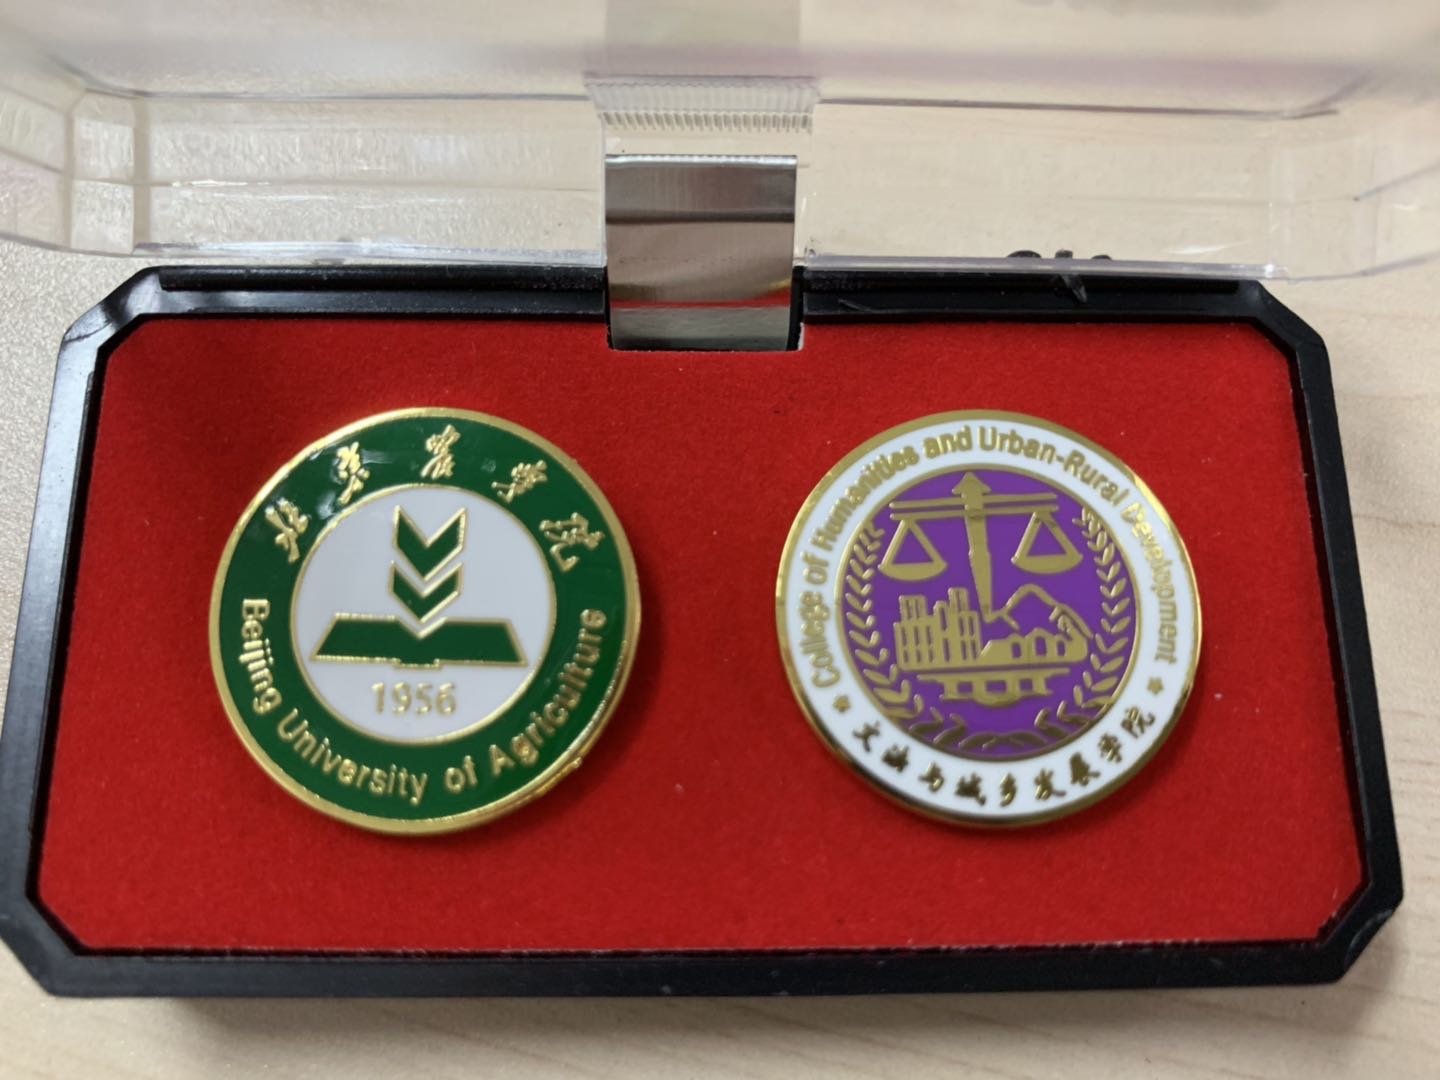 北京农学院
Beijing University of Agriculture
1956
College of Humanities and Urban-Rural Development
文法与城乡发展学院